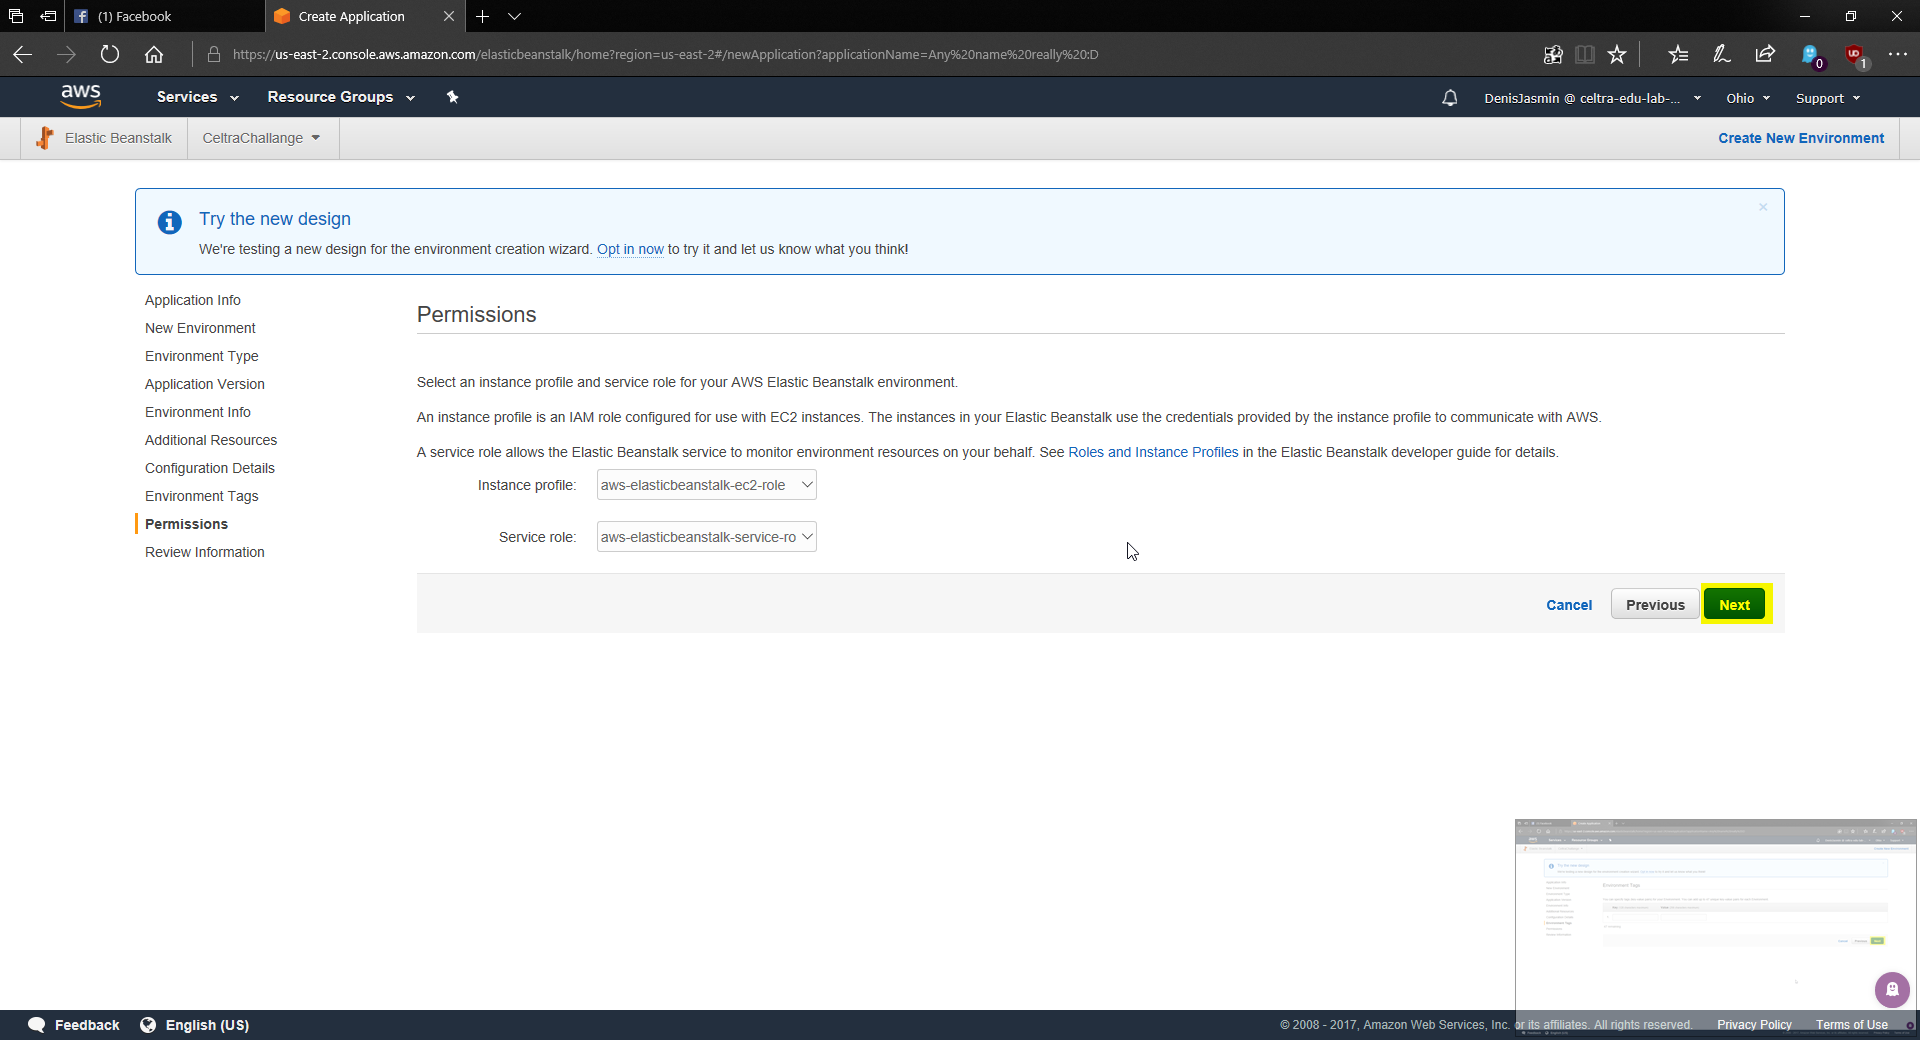 (1) Facebook
Create Application
https://us-east-2.console.aws.amazon.com/elasticbeanstalk/home?region=us-east-2#/newApplication?applicationName=Any%20name%20really%20:D
0
UD
1
aws
Services
Resource Groups
DenisJasmin @ celtra-edu-lab-...
Ohio
Support
Elastic Beanstalk
CeltraChallange
Create New Environment
Try the new design
We're testing a new design for the environment creation wizard. Opt in now to try it and let us know what you think!
Application Info
New Environment
Environment Type
Application Version
Environment Info
Additional Resources
Configuration Details
Environment Tags
Permissions
Review Information
Permissions
Select an instance profile and service role for your AWS Elastic Beanstalk environment.
An instance profile is an IAM role configured for use with EC2 instances. The instances in your Elastic Beanstalk use the credentials provided by the instance profile to communicate with AWS.
A service role allows the Elastic Beanstalk service to monitor environment resources on your behalf. See Roles and Instance Profiles in the Elastic Beanstalk developer guide for details.
Instance profile: aws-elasticbeanstalk-ec2-role
Service role: aws-elasticbeanstalk-service-ro
Cancel
Previous
Next
Environment Tags
Feedback
English (US)
© 2008 - 2017, Amazon Web Services, Inc. or its affiliates. All rights reserved.
Privacy Policy
Terms of Use